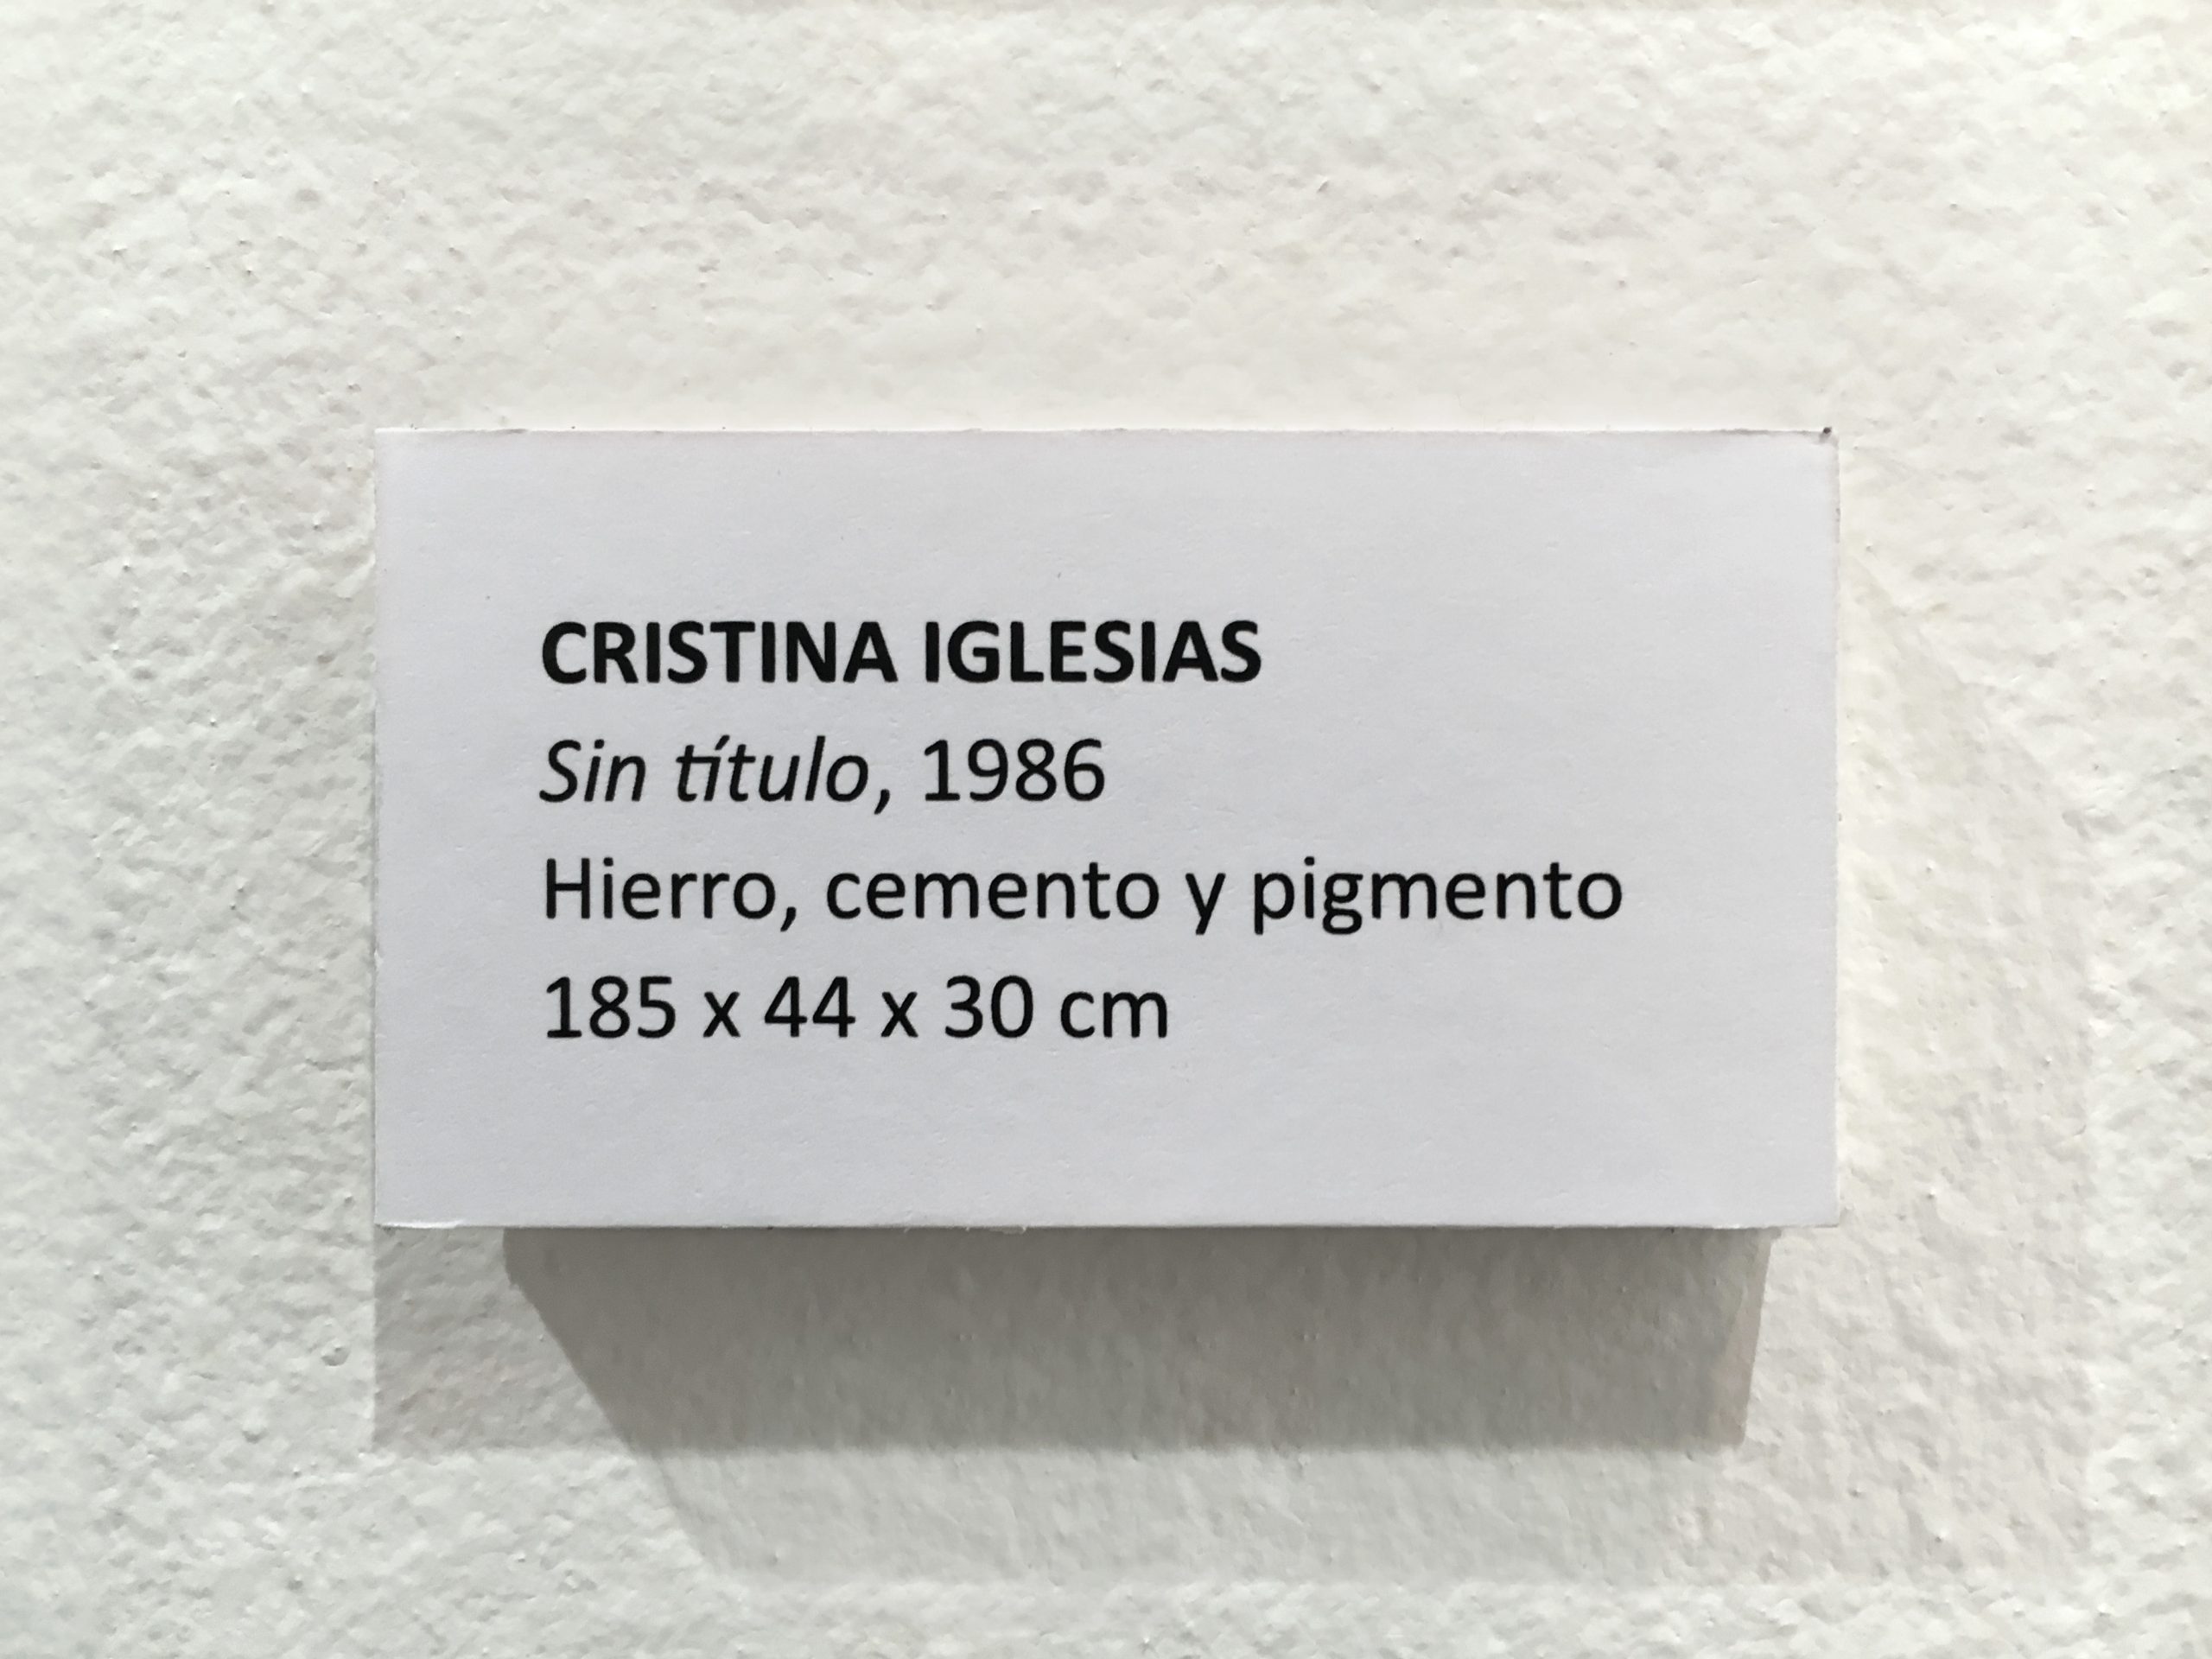 CRISTINA IGLESIAS
Sin título, 1986
Hierro, cemento y pigmento
185 x 44 x 30 cm